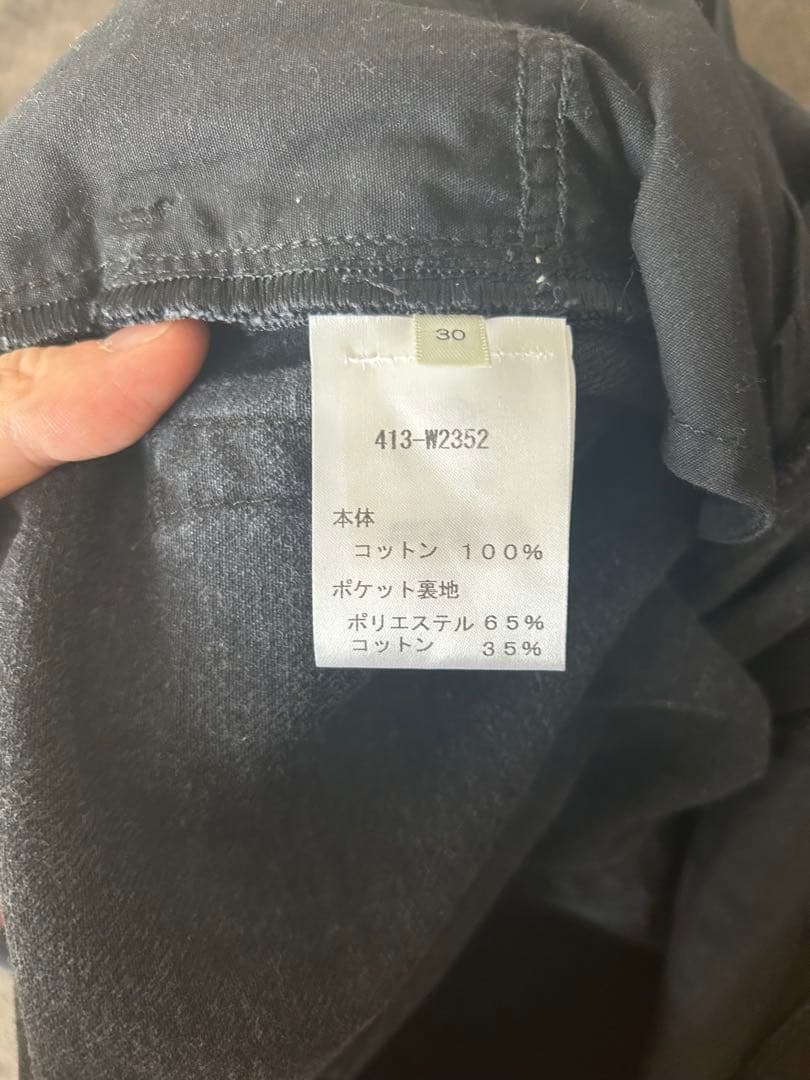 30
413-W2352
本体
コットン 100%
ポケット裏地
ポリエステル 65%
コットン 35%